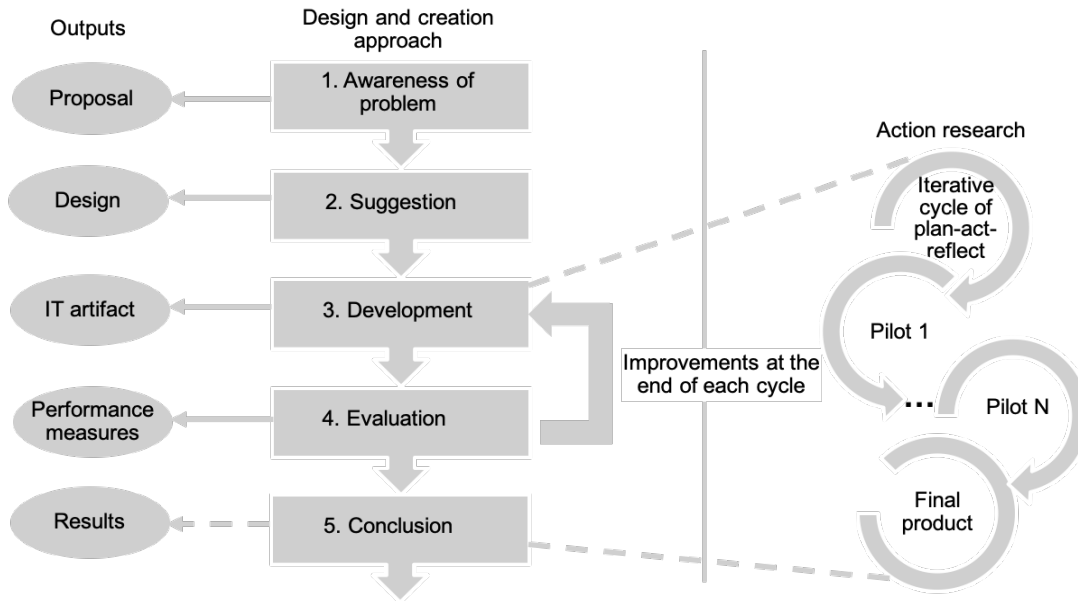 Outputs
Design and creation
approach
Proposal
1. Awareness of
problem
Design
2. Suggestion
IT artifact
3. Development
Performance
measures
4. Evaluation
Results
5. Conclusion
Improvements at the
end of each cycle
Action research
Iterative
cycle of
plan-act-
reflect
Pilot 1
...
Pilot N
Final
product